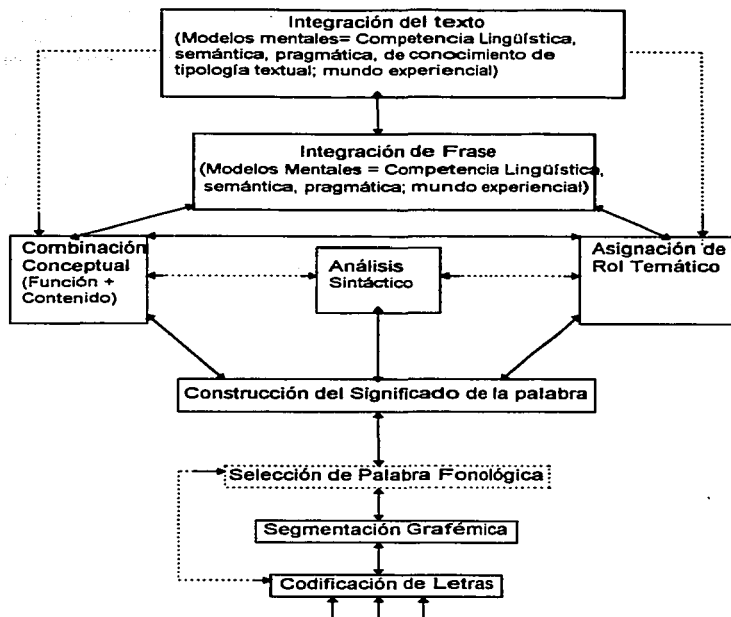 Integración del texto
(Modelos mentales= Competencia Lingüística,
semántica, pragmática, de conocimiento de
tipología textual; mundo experiencial)
Integración de Frase
(Modelos Mentales = Competencia Lingüística,
semántica, pragmática; mundo experiencial)
Combinación
Conceptual
(Función +
Contenido)
Análisis
Sintáctico
Asignación de
Rol Temático
Construcción del Significado de la palabra
Selección de Palabra Fonológica
Segmentación Grafémica
Codificación de Letras